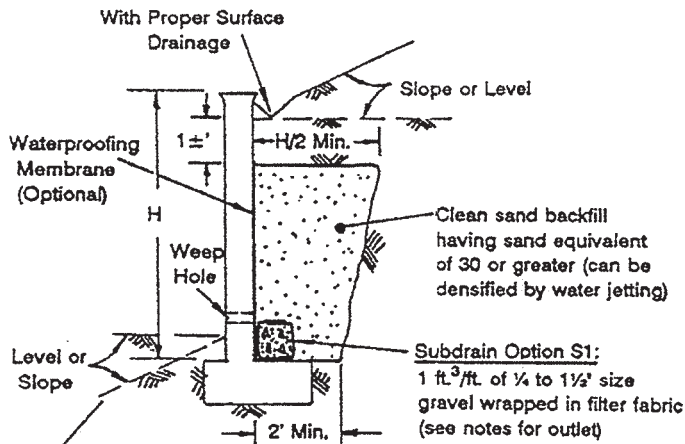 With Proper Surface
Drainage
Slope or Level
1±'
H/2 Min.
Waterproofing
Membrane
(Optional)
H
Clean sand backfill
having sand equivalent
of 30 or greater (can be
densified by water jetting)
Weep
Hole
Level or
Slope
Subdrain Option S1:
1 ft.³/ft. of ¼ to 1½' size
gravel wrapped in filter fabric
(see notes for outlet)
2' Min.